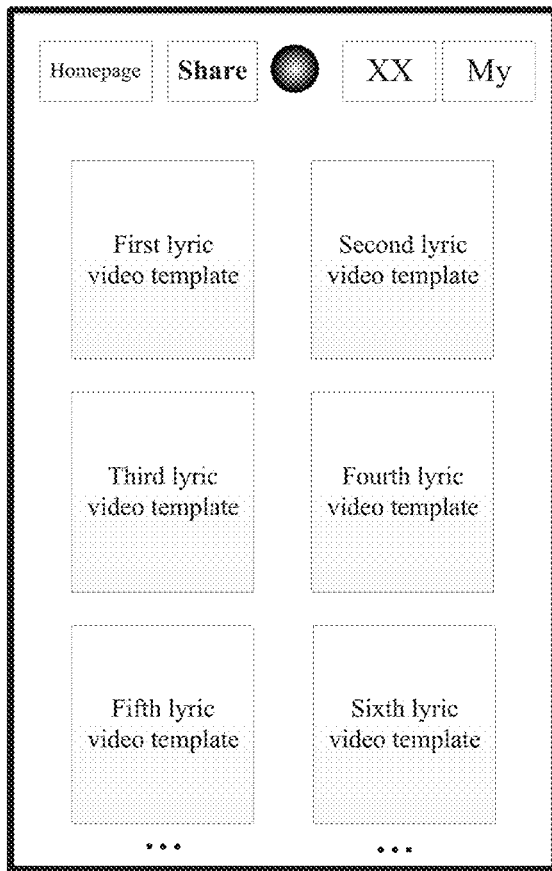 Homepage
Share
XX
My
First lyric
video template
Second lyric
video template
Third lyric
video template
Fourth lyric
video template
Fifth lyric
video template
Sixth lyric
video template